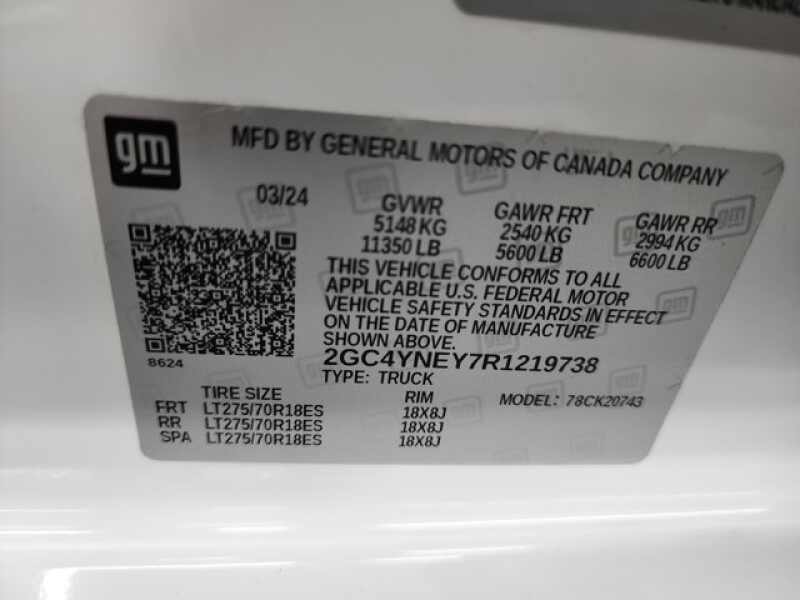 gm
MFD BY GENERAL MOTORS OF CANADA COMPANY
03/24
GVWR
5148 KG
11350 LB
GAWR FRT
2540 KG
5600 LB
GAWR RR
2994 KG
6600 LB
THIS VEHICLE CONFORMS TO ALL
APPLICABLE U.S. FEDERAL MOTOR
VEHICLE SAFETY STANDARDS IN EFFECT
ON THE DATE OF MANUFACTURE
SHOWN ABOVE.
8624
2GC4YNEY7R1219738
TYPE: TRUCK
TIRE SIZE RIM MODEL: 78CK20743
FRT LT275/70R18ES 18X8J
RR LT275/70R18ES 18X8J
SPA LT275/70R18ES 18X8J